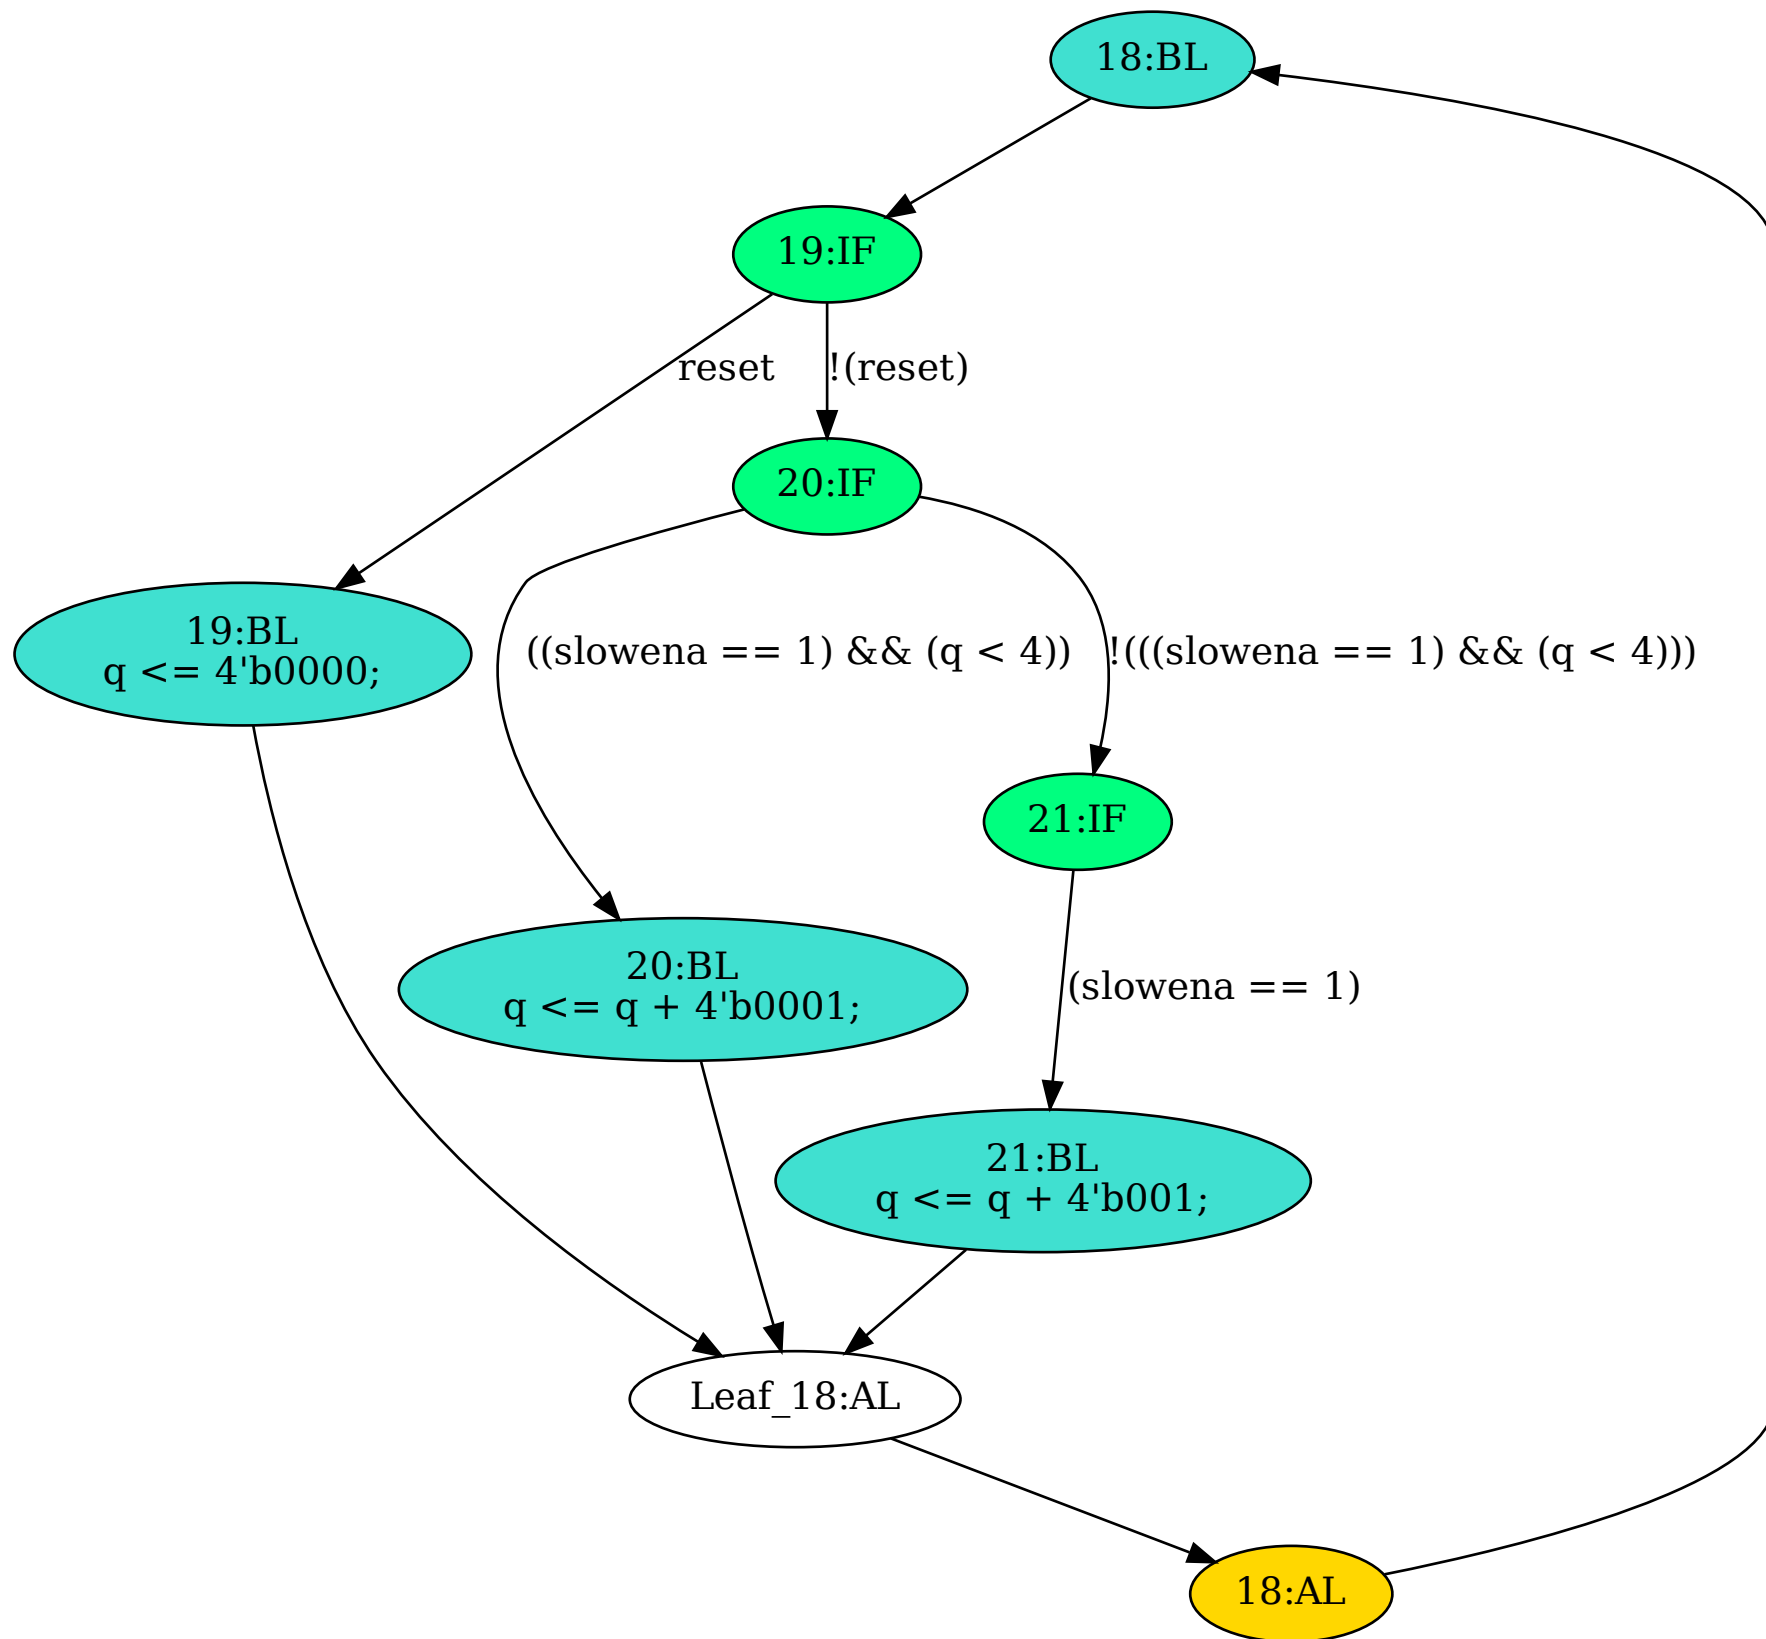 18:BL
19:IF
reset
!(reset)
20:IF
19:BL
q <= 4'b0000;
((slowena == 1) && (q < 4))
!(((slowena == 1) && (q < 4)))
21:IF
20:BL
q <= q + 4'b0001;
(slowena == 1)
21:BL
q <= q + 4'b001;
Leaf_18:AL
18:AL